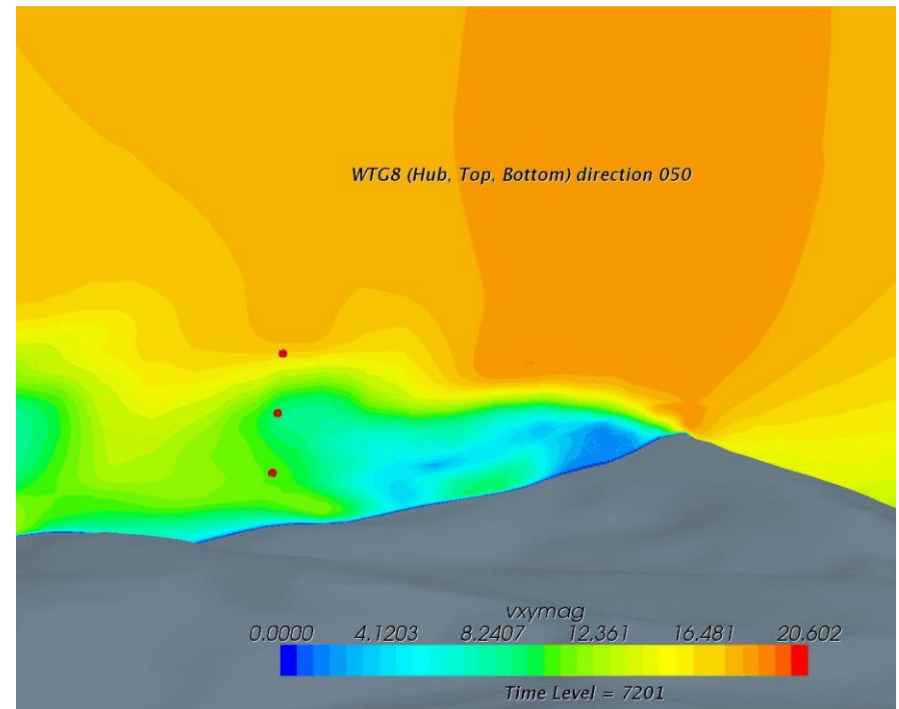 WTG8 (Hub, Top, Bottom) direction 050
vxymag
0.0000 4.1203 8.2407 12.361 16.481 20.602
Time Level = 7201